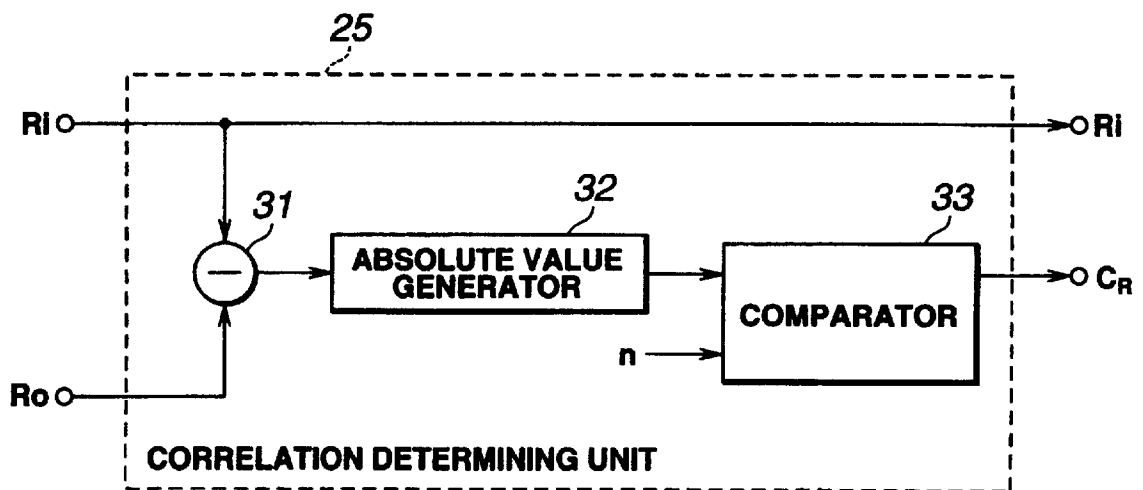 25
Ri
Ri
31
32
33
ABSOLUTE VALUE
GENERATOR
COMPARATOR
CR
n
Ro
CORRELATION DETERMINING UNIT